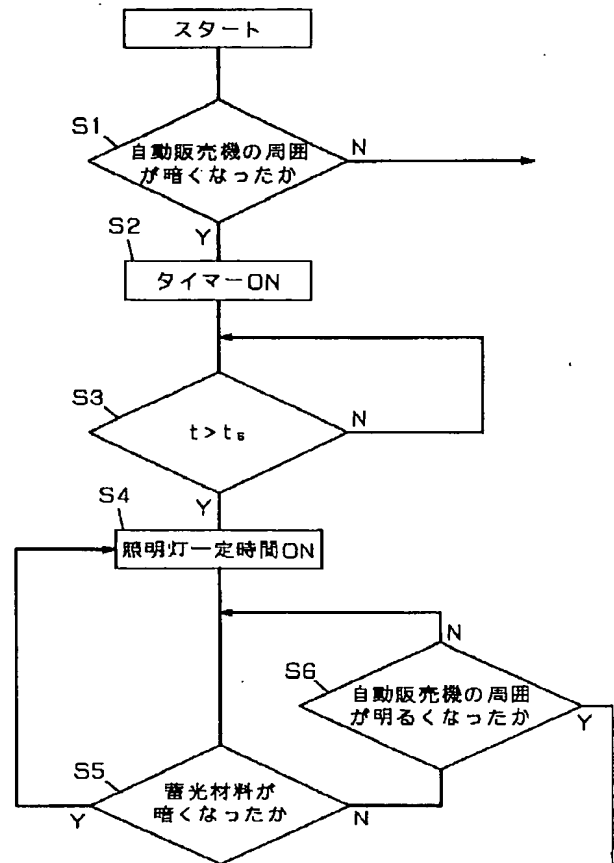 スタート
S1
自動販売機の周囲
が暗くなったか
N
Y
S2
タイマーON
S3
t>ts
N
Y
S4
照明灯一定時間ON
N
S6
自動販売機の周囲
が明るくなったか
Y
S5
蓄光材料が
暗くなったか
Y
N